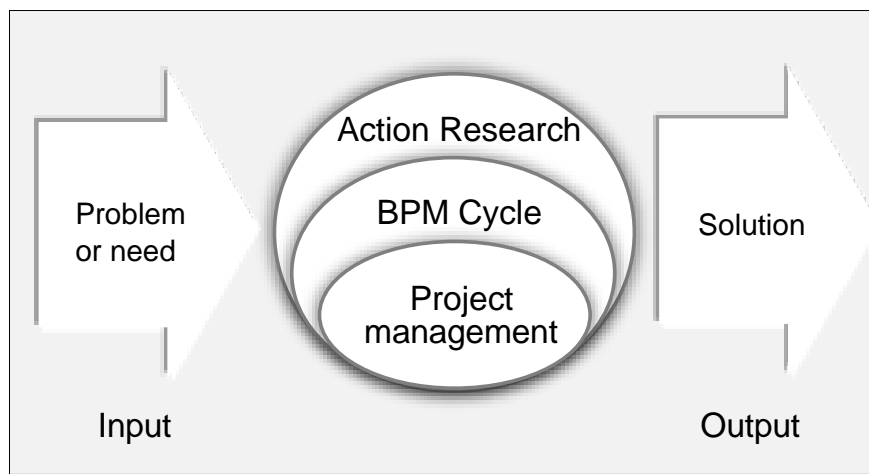 Problem
or need
Input
Action Research
BPM Cycle
Project
management
Solution
Output